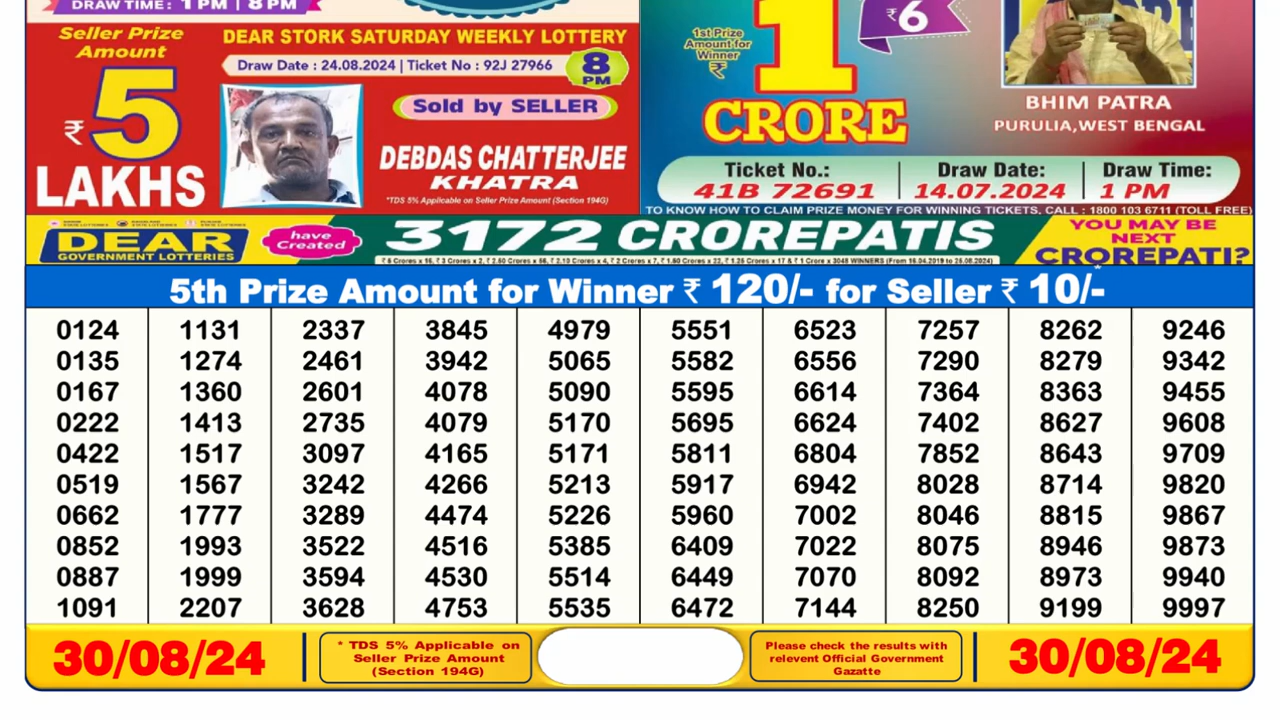 DRAW TIME : 1 PM | 8 PM
Seller Prize
Amount
₹5
LAKHS
DEAR STORK SATURDAY WEEKLY LOTTERY
Draw Date : 24.08.2024 | Ticket No : 92J 27966
8
PM
Sold by SELLER
DEBDAS CHATTERJEE
KHATRA
*TDS 5% Applicable on Seller Prize Amount (Section 194G)
1st Prize
Amount for
Winner
₹
1
CRORE
₹6
BHIM PATRA
PURULIA,WEST BENGAL
Ticket No.: Draw Date: Draw Time:
41B 72691 14.07.2024 1 PM
TO KNOW HOW TO CLAIM PRIZE MONEY FOR WINNING TICKETS, CALL : 1800 103 6711 (TOLL FREE)
DEAR
GOVERNMENT LOTTERIES
have
Created
3172 CROREPATIS
YOU MAY BE
NEXT
CROREPATI?
5th Prize Amount for Winner ₹ 120/- for Seller ₹ 10/-*
0124 1131 2337 3845 4979 5551 6523 7257 8262 9246
0135 1274 2461 3942 5065 5582 6556 7290 8279 9342
0167 1360 2601 4078 5090 5595 6614 7364 8363 9455
0222 1413 2735 4079 5170 5695 6624 7402 8627 9608
0422 1517 3097 4165 5171 5811 6804 7852 8643 9709
0519 1567 3242 4266 5213 5917 6942 8028 8714 9820
0662 1777 3289 4474 5226 5960 7002 8046 8815 9867
0852 1993 3522 4516 5385 6409 7022 8075 8946 9873
0887 1999 3594 4530 5514 6449 7070 8092 8973 9940
1091 2207 3628 4753 5535 6472 7144 8250 9199 9997
30/08/24
* TDS 5% Applicable on
Seller Prize Amount
(Section 194G)
Please check the results with
relevent Official Government
Gazatte
30/08/24